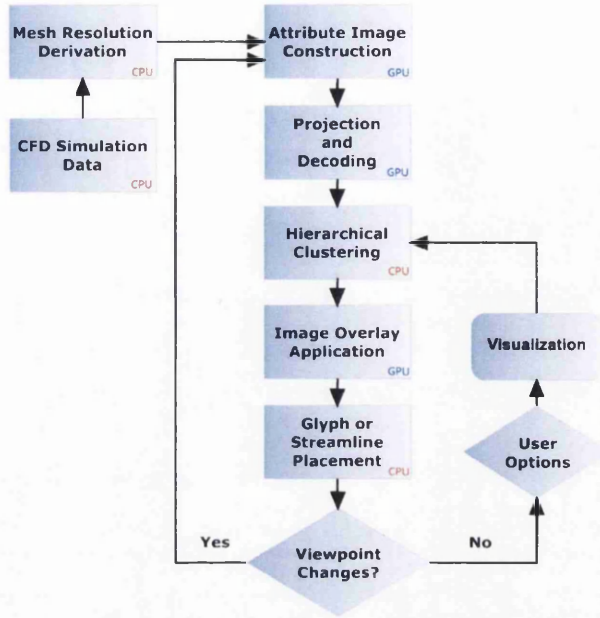 Mesh Resolution
Derivation
CPU
Attribute Image
Construction
GPU
CFD Simulation
Data
CPU
Projection
and
Decoding
GPU
Hierarchical
Clustering
CPU
Image Overlay
Application
GPU
Visualization
Glyph or
Streamline
Placement
CPU
User
Options
Yes
Viewpoint
Changes?
No